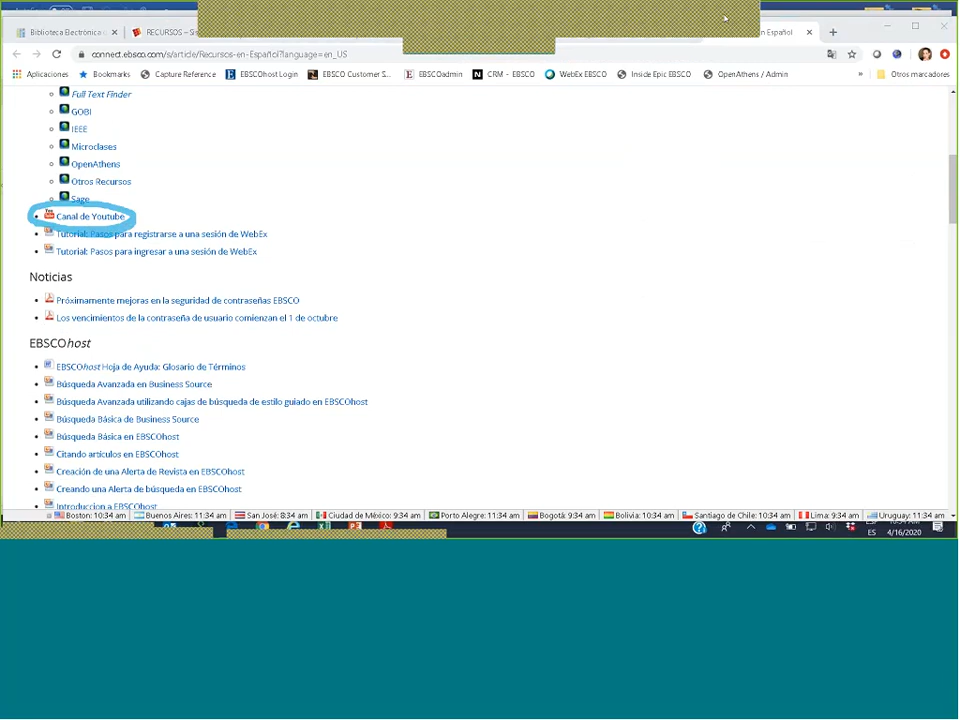 Biblioteca Electrónica
RECURSOS
Español
connect.ebsco.com/s/article/Recursos-en-Español?language=en_US
Aplicaciones Bookmarks Capture Reference EBSCOhost Login EBSCO Customer S... EBSCOadmin CRM - EBSCO WebEx EBSCO Inside Epic EBSCO OpenAthens / Admin » Otros marcadores
Full Text Finder
GOBI
IEEE
Microclases
OpenAthens
Otros Recursos
Sage
Canal de Youtube
Tutorial: Pasos para registrarse a una sesión de WebEx
Tutorial: Pasos para ingresar a una sesión de WebEx
Noticias
Próximamente mejoras en la seguridad de contraseñas EBSCO
Los vencimientos de la contraseña de usuario comienzan el 1 de octubre
EBSCOhost
EBSCOhost Hoja de Ayuda: Glosario de Términos
Búsqueda Avanzada en Business Source
Búsqueda Avanzada utilizando cajas de búsqueda de estilo guiado en EBSCOhost
Búsqueda Básica de Business Source
Búsqueda Básica en EBSCOhost
Citando artículos en EBSCOhost
Creación de una Alerta de Revista en EBSCOhost
Creando una Alerta de búsqueda en EBSCOhost
Introduccion a EBSCOhost
Boston: 10:34 am Buenos Aires: 11:34 am San José: 8:34 am Ciudad de México: 9:34 am Porto Alegre: 11:34 am Bogotá: 9:34 am Bolivia: 10:34 am Santiago de Chile: 10:34 am Lima: 9:34 am Uruguay: 11:34 am
ES 4/16/2020